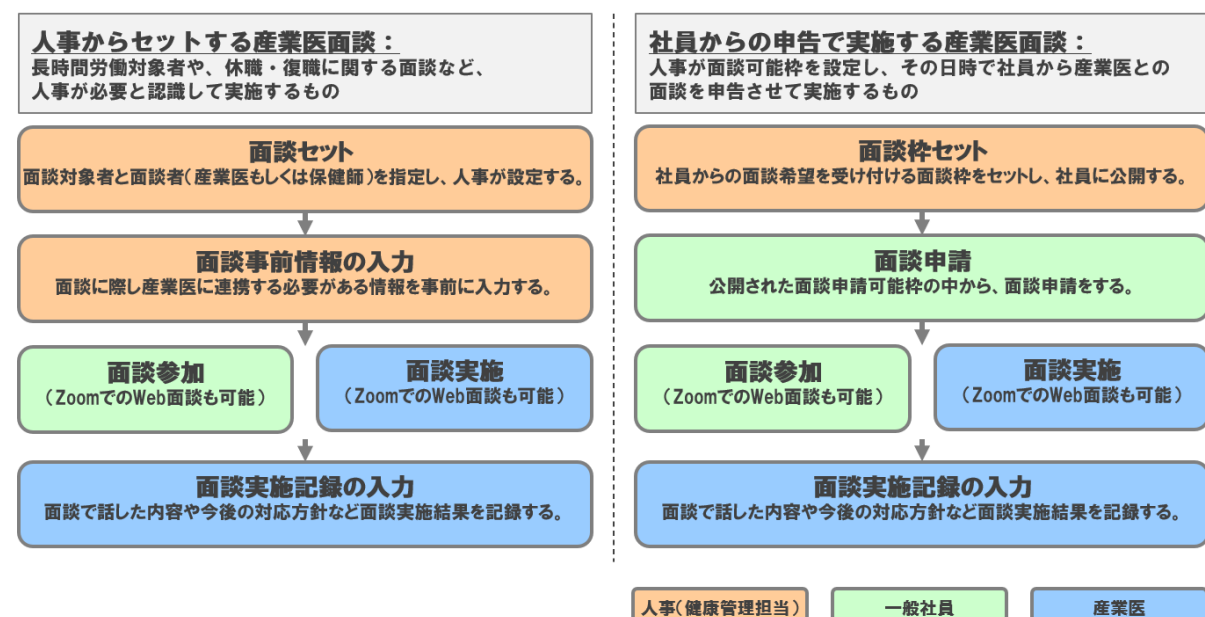 人事からセットする産業医面談：
長時間労働対象者や、休職・復職に関する面談など、
人事が必要と認識して実施するもの
面談セット
面談対象者と面談者（産業医もしくは保健師）を指定し、人事が設定する。
面談事前情報の入力
面談に際し産業医に連携する必要がある情報を事前に入力する。
面談参加
（ZoomでのWeb面談も可能）
面談実施
（ZoomでのWeb面談も可能）
面談実施記録の入力
面談で話した内容や今後の対応方針など面談実施結果を記録する。
社員からの申告で実施する産業医面談：
人事が面談可能枠を設定し、その日時で社員から産業医との
面談を申告させて実施するもの
面談枠セット
社員からの面談希望を受け付ける面談枠をセットし、社員に公開する。
面談申請
公開された面談申請可能枠の中から、面談申請をする。
面談参加
（ZoomでのWeb面談も可能）
面談実施
（ZoomでのWeb面談も可能）
面談実施記録の入力
面談で話した内容や今後の対応方針など面談実施結果を記録する。
人事（健康管理担当）
一般社員
産業医